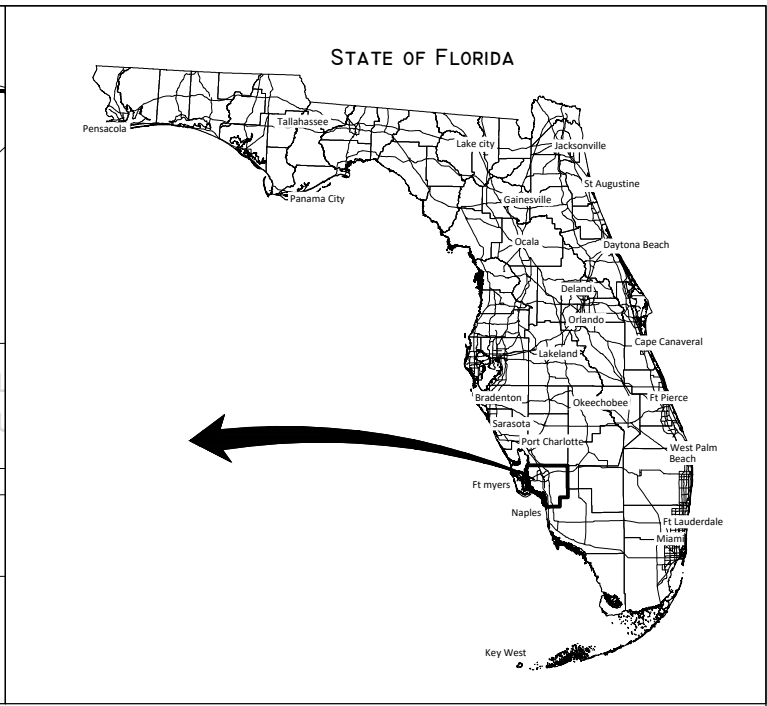 STATE OF FLORIDA
Pensacola
Tallahassee
Lake city
Jacksonville
St Augustine
Panama City
Gainesville
Ocala
Daytona Beach
Deland
Orlando
Cape Canaveral
Lakeland
Bradenton
Okeechobee
Ft Pierce
Sarasota
Port Charlotte
West Palm
Beach
Ft myers
Naples
Ft Lauderdale
Miami
Key West